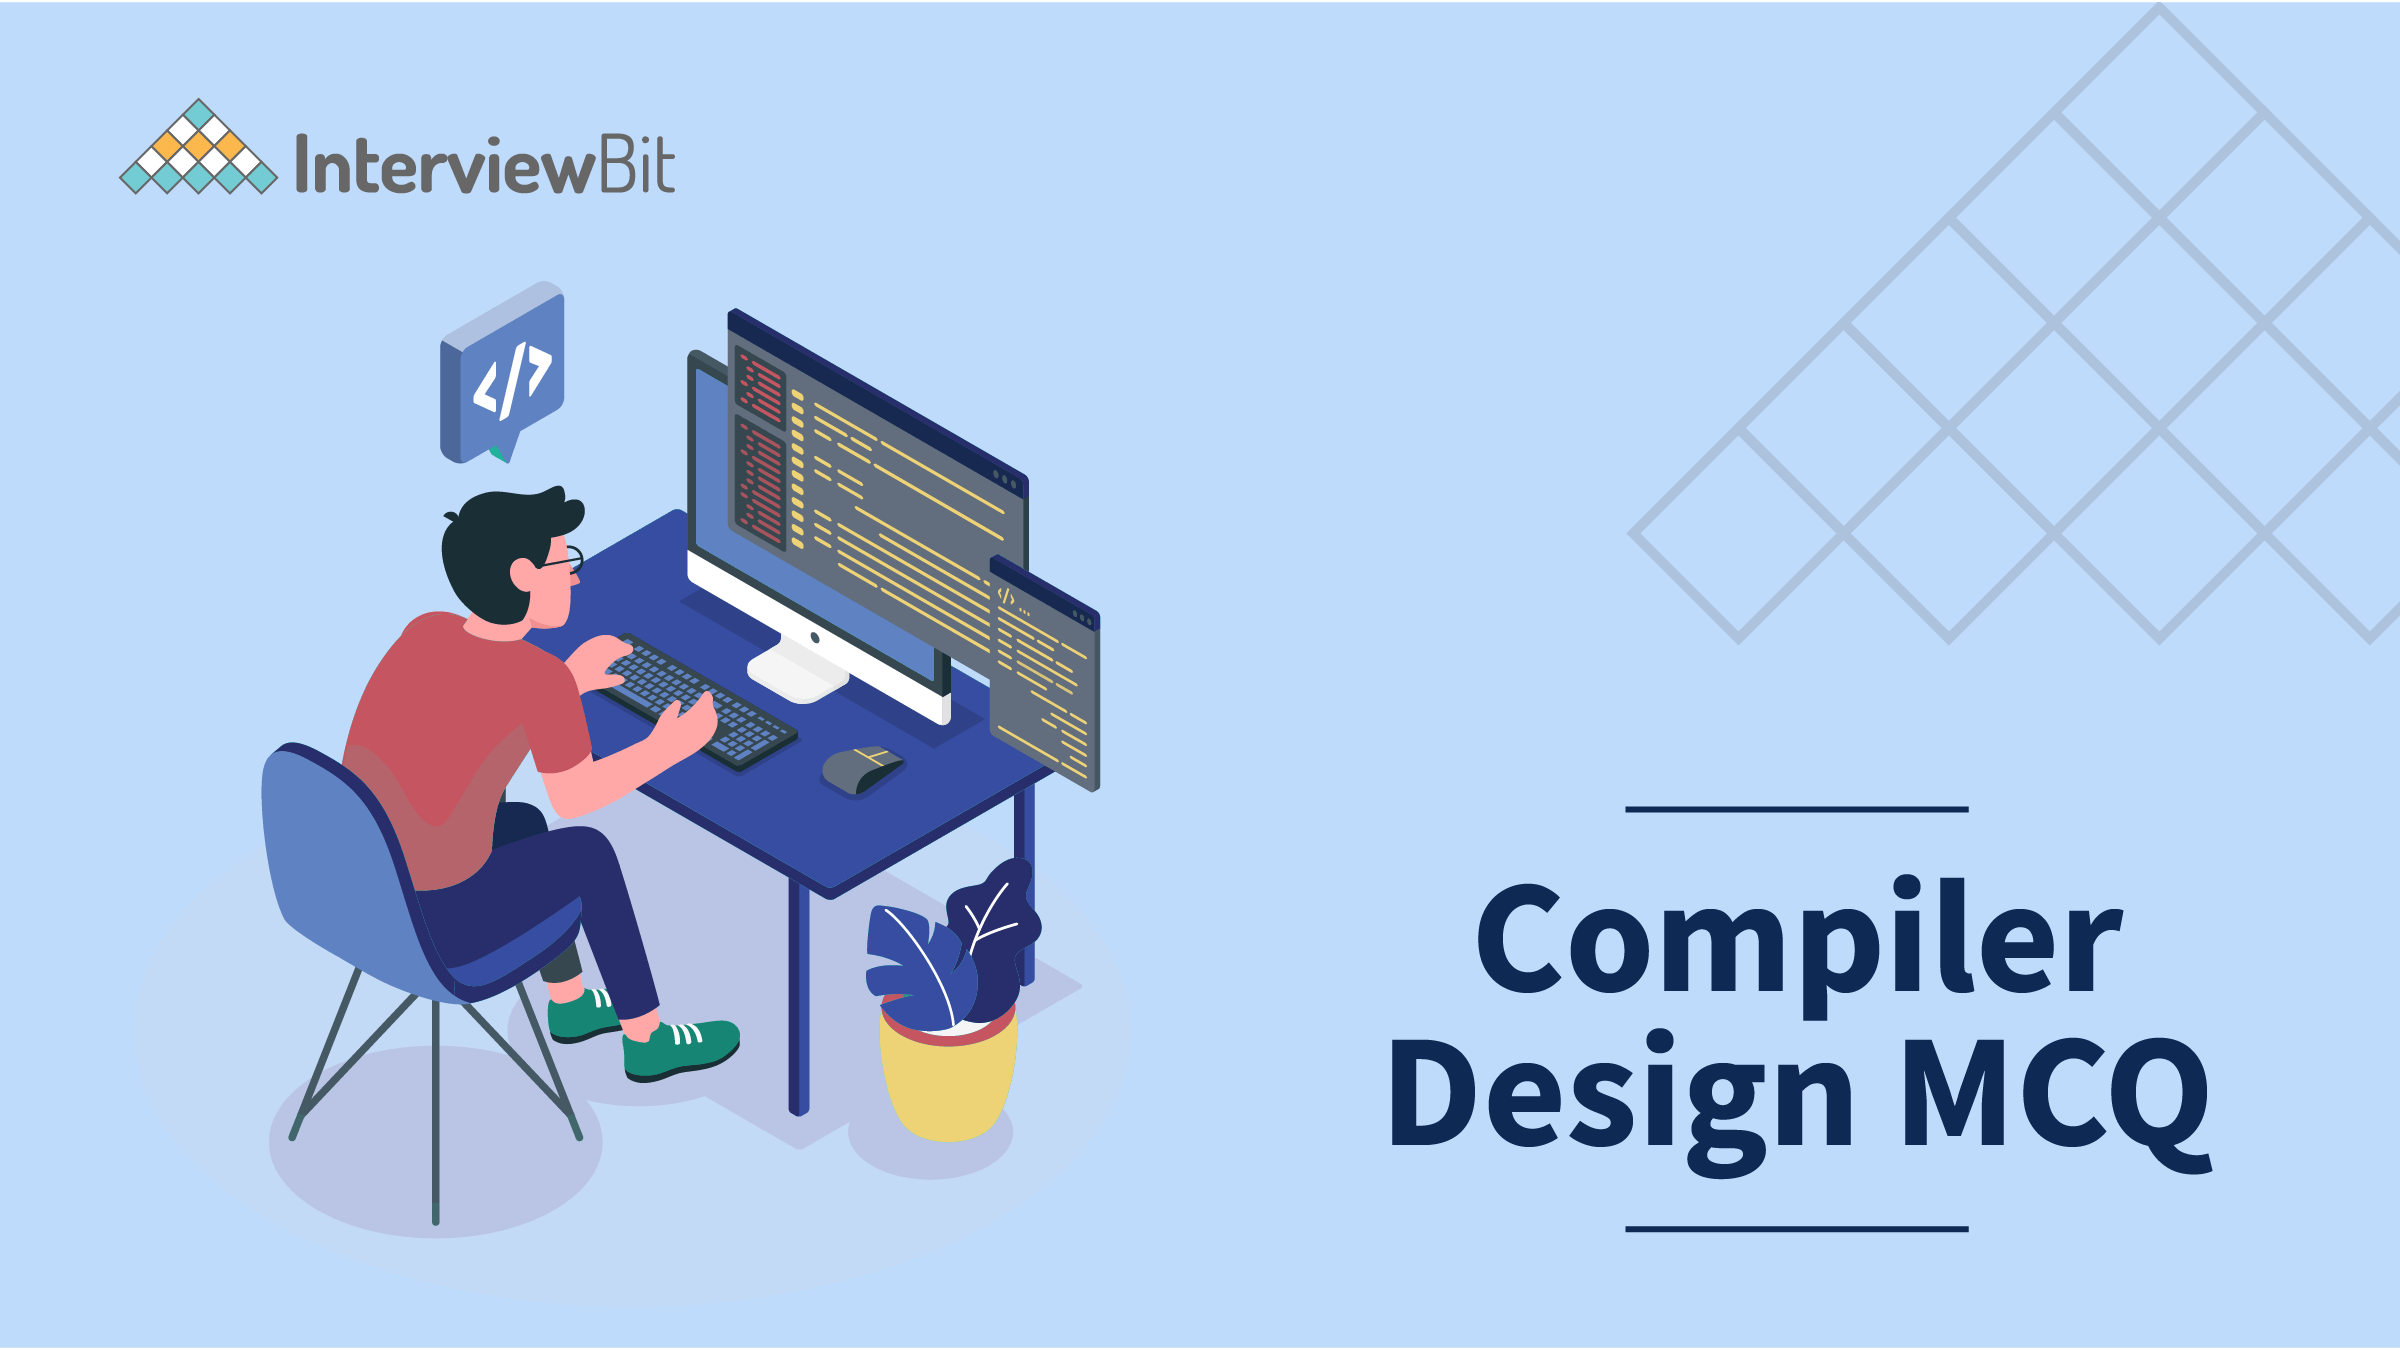 InterviewBit
</>
</> ...
Compiler
Design MCQ